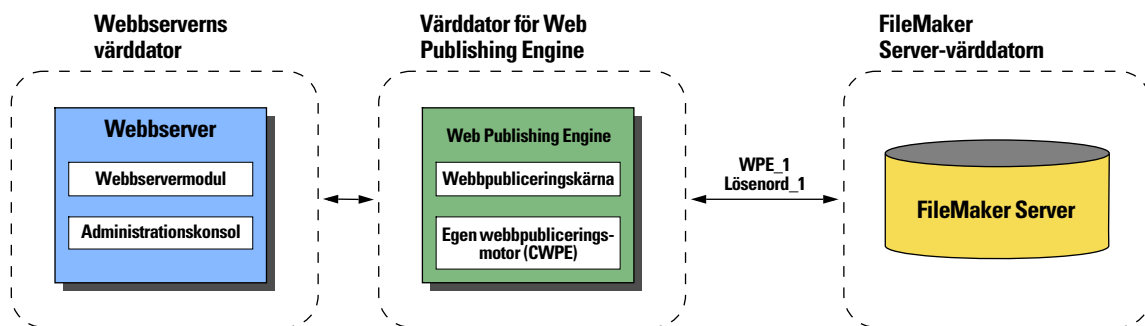 Webbserverns
värddator
Värddator för Web
Publishing Engine
FileMaker
Server-värddatorn
Webbserver
Webbservermodul
Administrationskonsol
Web Publishing Engine
Webbpubliceringskärna
Egen webbpublicerings-
motor (CWPE)
WPE_1
Lösenord_1
FileMaker Server